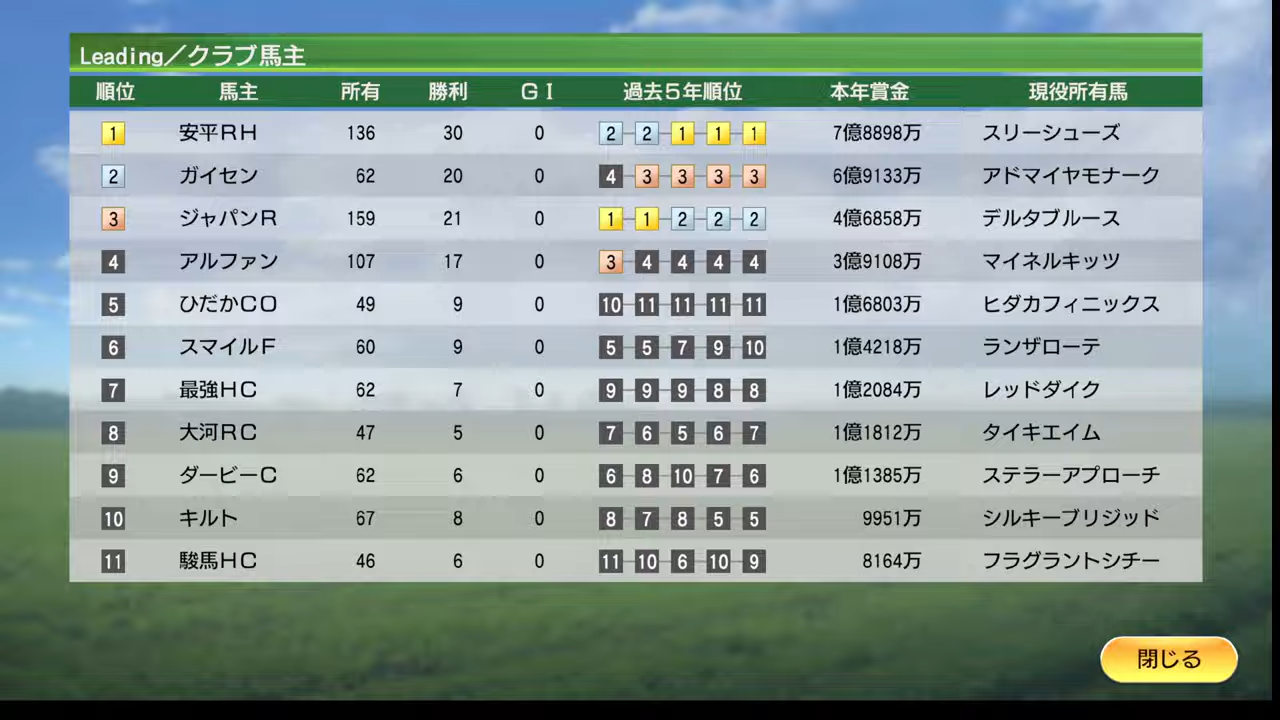 Leading／クラブ馬主
順位 馬主 所有 勝利 GⅠ 過去5年順位 本年賞金 現役所有馬
1 安平RH 136 30 0 2 2 1 1 1 7億8898万 スリーシューズ
2 ガイセン 62 20 0 4 3 3 3 3 6億9133万 アドマイヤモナーク
3 ジャパンR 159 21 0 1 1 2 2 2 4億6858万 デルタブルース
4 アルファン 107 17 0 3 4 4 4 4 3億9108万 マイネルキッツ
5 ひだかCO 49 9 0 10 11 11 11 11 1億6803万 ヒダカフィニックス
6 スマイルF 60 9 0 5 5 7 9 10 1億4218万 ランザローテ
7 最強HC 62 7 0 9 9 9 8 8 1億2084万 レッドダイク
8 大河RC 47 5 0 7 6 5 6 7 1億1812万 タイキエイム
9 ダービーC 62 6 0 6 8 10 7 6 1億1385万 ステラーアプローチ
10 キルト 67 8 0 8 7 8 5 5 9951万 シルキーブリジッド
11 駿馬HC 46 6 0 11 10 6 10 9 8164万 フラグラントシチー
閉じる